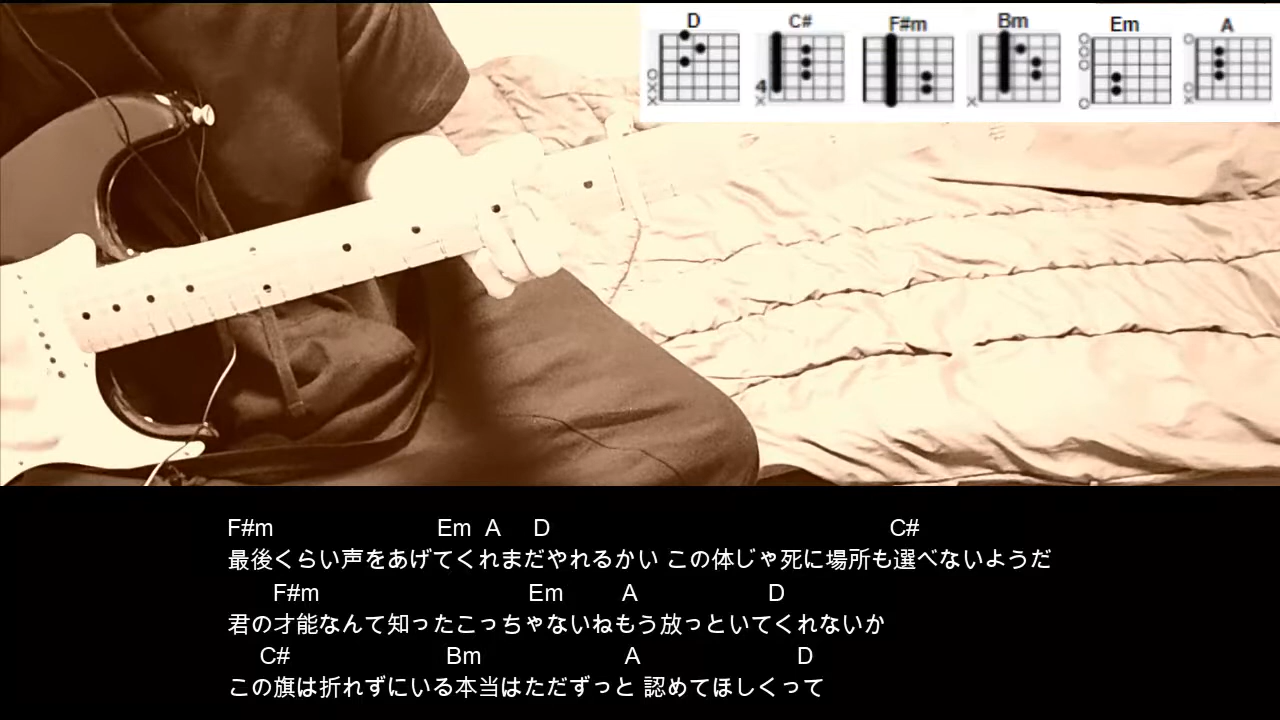 D C# F#m Bm Em A
4
F#m Em A D C#
最後くらい声をあげてくれまだやれるかい この体じゃ死に場所も選べないようだ
F#m Em A D
君の才能なんて知ったこっちゃないねもう放っといてくれないか
C# Bm A D
この旗は折れずにいる本当はただずっと 認めてほしくって